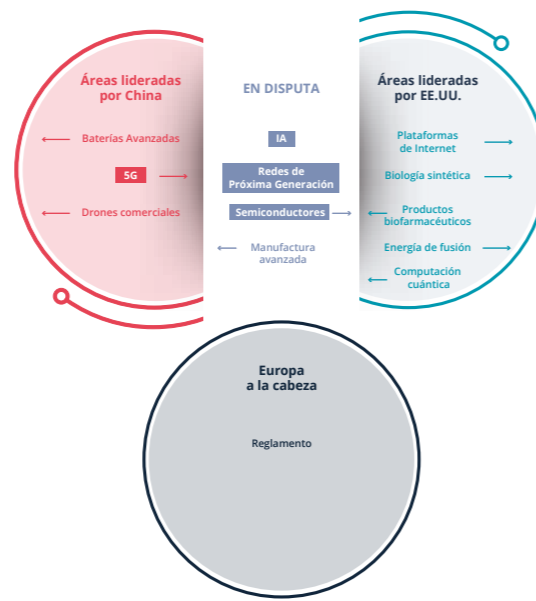 Áreas lideradas
por China
Baterías Avanzadas
5G
Drones comerciales
EN DISPUTA
IA
Redes de
Próxima Generación
Semiconductores
Manufactura
avanzada
Áreas lideradas
por EE.UU.
Plataformas
de Internet
Biología sintética
Productos
biofarmacéuticos
Energía de fusión
Computación
cuántica
Europa
a la cabeza
Reglamento